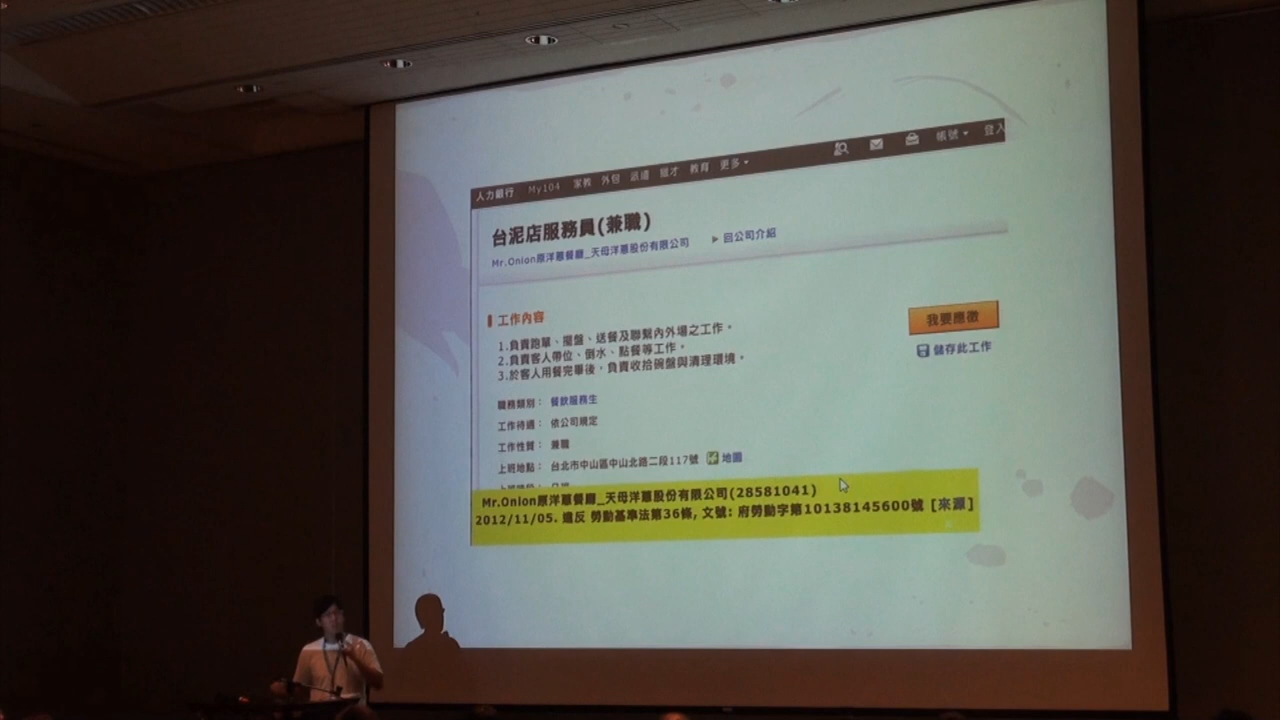 人力銀行 My104 家教 外包 派遣 獵才 教育 更多 帳號 登入
台泥店服務員(兼職)
Mr.Onion原洋蔥餐廳_天母洋蔥股份有限公司 回公司介紹
工作內容
我要應徵
1.負責跑單、擺盤、送餐及聯繫內外場之工作。
2.負責客人帶位、倒水、點餐等工作。
3.於客人用餐完畢後，負責收拾碗盤與清理環境。
儲存此工作
職務類別： 餐飲服務生
工作待遇： 依公司規定
工作性質： 兼職
上班地點： 台北市中山區中山北路二段117號 地圖
Mr.Onion原洋蔥餐廳_天母洋蔥股份有限公司(28581041)
2012/11/05. 違反 勞動基準法第36條, 文號: 府勞動字第10138145600號 [來源]